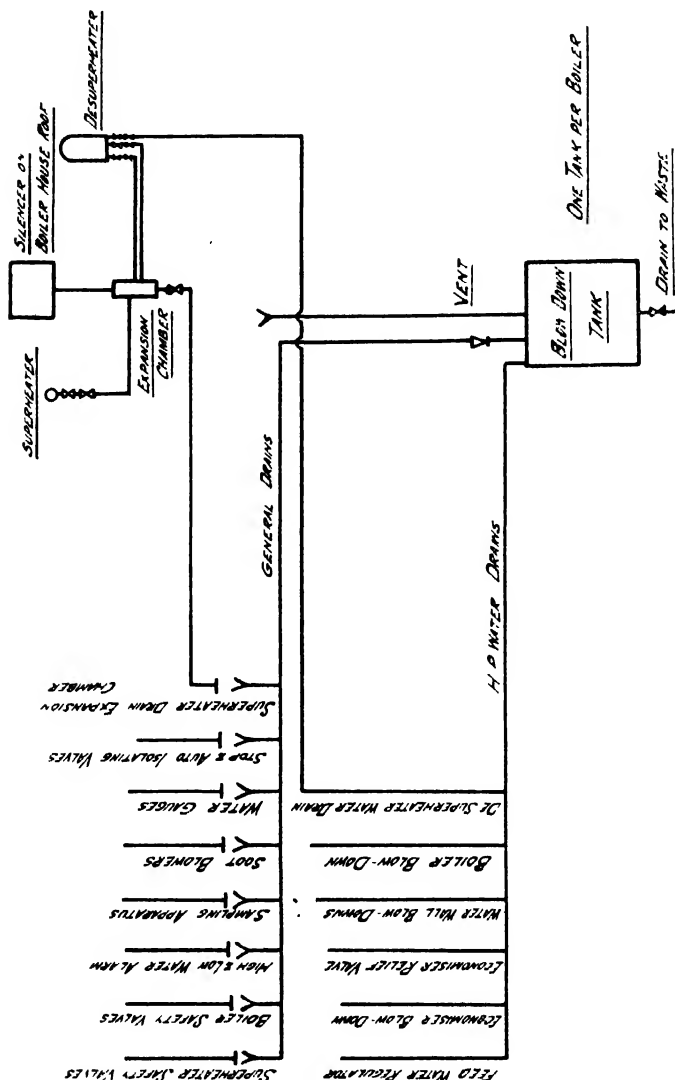 SILENCER ON
BOILER HOUSE ROOF
DESUPERHEATER
SUPERHEATER
EXPANSION
CHAMBER
ONE TANK PER BOILER
VENT
BLOW DOWN
TANK
DRAIN TO WASTE
GENERAL DRAINS
H P WATER DRAINS
SUPERHEATER DRAIN EXPANSION
CHAMBER
STOP & AUTO ISOLATING VALVES
WATER GAUGES
SOOT BLOWERS
SAMPLING APPARATUS
HIGH & LOW WATER ALARM
BOILER SAFETY VALVES
SUPERHEATER SAFETY VALVES
DE SUPERHEATER WATER DRAIN
BOILER BLOW-DOWN
WATER WALL BLOW-DOWNS
ECONOMISER RELIEF VALVE
ECONOMISER BLOW-DOWN
FEED WATER REGULATOR